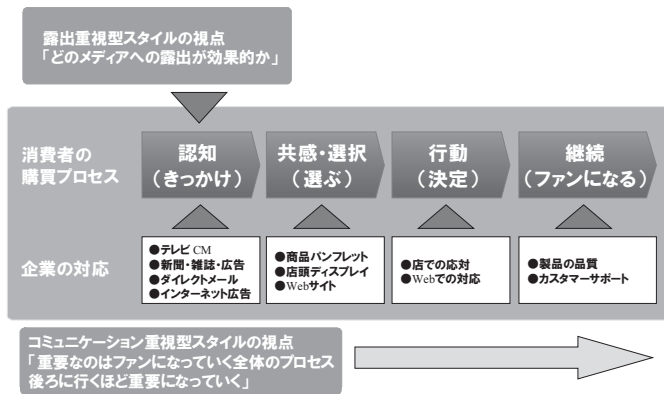 露出重視型スタイルの視点
「どのメディアへの露出が効果的か」
消費者の
購買プロセス
認知
（きっかけ）
共感・選択
（選ぶ）
行動
（決定）
継続
（ファンになる）
企業の対応
●テレビ CM
●新聞・雑誌・広告
●ダイレクトメール
●インターネット広告
●商品パンフレット
●店頭ディスプレイ
●Webサイト
●店での応対
●Webでの対応
●製品の品質
●カスタマーサポート
コミュニケーション重視型スタイルの視点
「重要なのはファンになっていく全体のプロセス
後ろに行くほど重要になっていく」